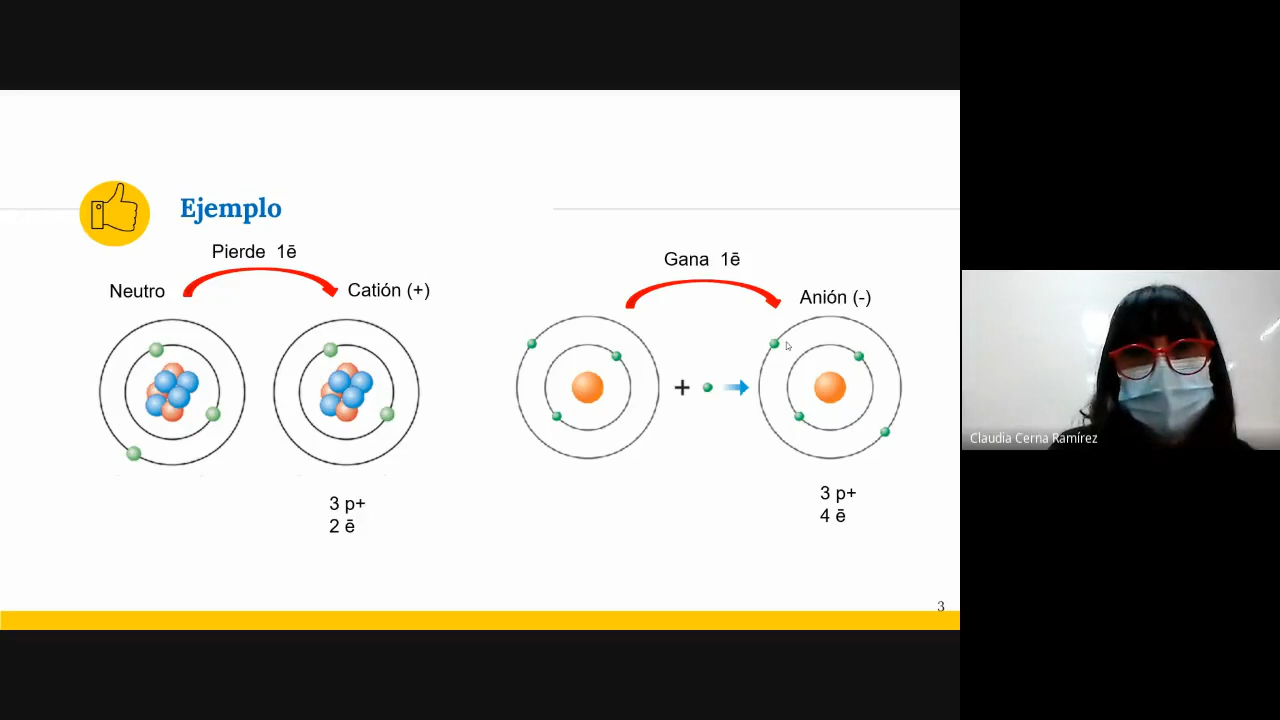 Ejemplo
Pierde 1ē
Neutro
Catión (+)
3 p+
2 ē
Gana 1ē
Anión (-)
+
3 p+
4 ē
3
Claudia Cerna Ramírez